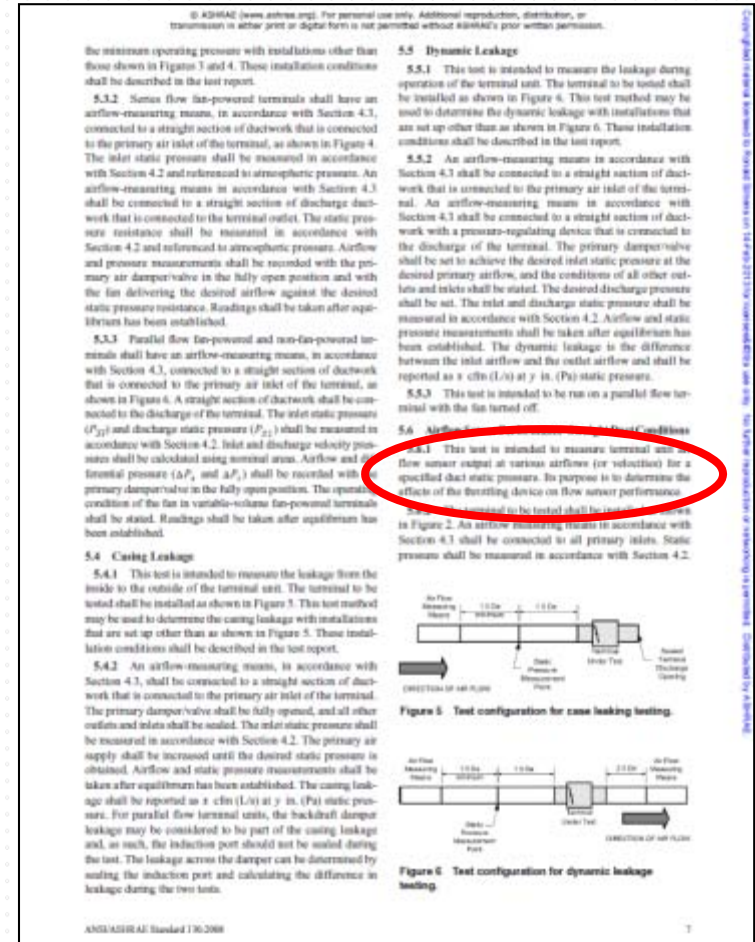 © ASHRAE (www.ashrae.org). For personal use only. Additional reproduction, distribution, or
transmission in either print or digital form is not permitted without ASHRAE's prior written permission.
the minimum operating pressure with installations other than
those shown in Figures 3 and 4. These installation conditions
shall be described in the test report.
5.3.2 Series flow fan-powered terminals shall have an
airflow-measuring means, in accordance with Section 4.3,
connected to a straight section of ductwork that is connected
to the primary air inlet of the terminal, as shown in Figure 4.
The inlet static pressure shall be measured in accordance
with Section 4.2 and referenced to atmospheric pressure. An
airflow-measuring means in accordance with Section 4.3
shall be connected to a straight section of discharge duct-
work that is connected to the terminal outlet. The static pres-
sure resistance shall be measured in accordance with
Section 4.2 and referenced to atmospheric pressure. Airflow
and pressure measurements shall be recorded with the pri-
mary air damper/valve in the fully open position and with
the fan delivering the desired airflow against the desired
static pressure resistance. Readings shall be taken after equi-
librium has been established.
5.3.3 Parallel flow fan-powered and non-fan-powered ter-
minals shall have an airflow-measuring means, in accordance
with Section 4.3, connected to a straight section of ductwork
that is connected to the primary air inlet of the terminal, as
shown in Figure 6. A straight section of ductwork shall be con-
nected to the discharge of the terminal. The inlet static pressure
and discharge static pressure shall be measured in
accordance with Section 4.2. Inlet and discharge velocity pres-
sures shall be calculated using nominal areas. Airflow and
ferential pressure shall be recorded with
primary damper/valve in the fully open position. The operating
condition of the fan in variable-volume fan-powered terminals
shall be stated. Readings shall be taken after equilibrium has
been established.
5.4 Casing Leakage
5.4.1 This test is intended to measure the leakage from the
inside to the outside of the terminal unit. The terminal to be
tested shall be installed as shown in Figure 5. This test method
may be used to determine the casing leakage with installations
that are set up other than as shown in Figure 5. These instal-
lation conditions shall be described in the test report.
5.4.2 An airflow-measuring means, in accordance with
Section 4.3, shall be connected to a straight section of duct-
work that is connected to the primary air inlet of the terminal.
The primary damper/valve shall be fully opened, and all other
outlets and inlets shall be sealed. The inlet static pressure shall
be measured in accordance with Section 4.2. The primary air
supply shall be increased until the desired static pressure is
obtained. Airflow and static pressure measurements shall be
taken after equilibrium has been established. The casing leak-
age shall be reported as x cfm (L/s) at y in. (Pa) static pres-
sure. For parallel flow terminal units, the backdraft damper
leakage may be considered to be part of the casing leakage
and, as such, the induction port should not be sealed during
the test. The leakage across the damper can be determined by
sealing the induction port and calculating the difference in
leakage during the two tests.
5.5 Dynamic Leakage
5.5.1 This test is intended to measure the leakage during
operation of the terminal unit. The terminal to be tested shall
be installed as shown in Figure 6. This test method may be
used to determine the dynamic leakage with installations that
are set up other than as shown in Figure 6. These installation
conditions shall be described in the test report.
5.5.2 An airflow-measuring means in accordance with
Section 4.3 shall be connected to a straight section of duct-
work that is connected to the primary air inlet of the termi-
nal. An airflow-measuring means in accordance with
Section 4.3 shall be connected to a straight section of duct-
work with a pressure-regulating device that is connected to
the discharge of the terminal. The primary damper/valve
shall be set to achieve the desired inlet static pressure at the
desired primary airflow, and the conditions of all other out-
lets and inlets shall be stated. The desired discharge pressure
shall be set. The inlet and discharge static pressure shall be
measured in accordance with Section 4.2. Airflow and static
pressure measurements shall be taken after equilibrium has
been established. The dynamic leakage is the difference
between the inlet airflow and the outlet airflow and shall be
reported as x cfm (L/s) at y in. (Pa) static pressure.
5.5.3 This test is intended to be run on a parallel flow ter-
minal with the fan turned off.
5.6 Conditions
This test is intended to measure terminal unit
flow sensor output at various airflows (or velocities) for a
specified duct static pressure. Its purpose is to determine the
effects of the throttling device on flow sensor performance.
terminal to be tested shall be
in Figure 2. An airflow measuring means in accordance with
Section 4.3 shall be connected to all primary inlets. Static
pressure shall be measured in accordance with Section 4.2.
Air Flow
Measuring
Means
Static
Pressure
Measurement
Point
Terminal
Under Test
Sealed
Terminal
Discharge
Opening
DIRECTION OF AIR FLOW
Figure 5 Test configuration for case leaking testing.
Air Flow
Measuring
Means
Air Flow
Measuring
Means
Static
Pressure
Measurement
Point
Terminal
Under Test
DIRECTION OF AIR FLOW
Figure 6 Test configuration for dynamic leakage
testing.
ANSI/ASHRAE Standard 130-2008
7